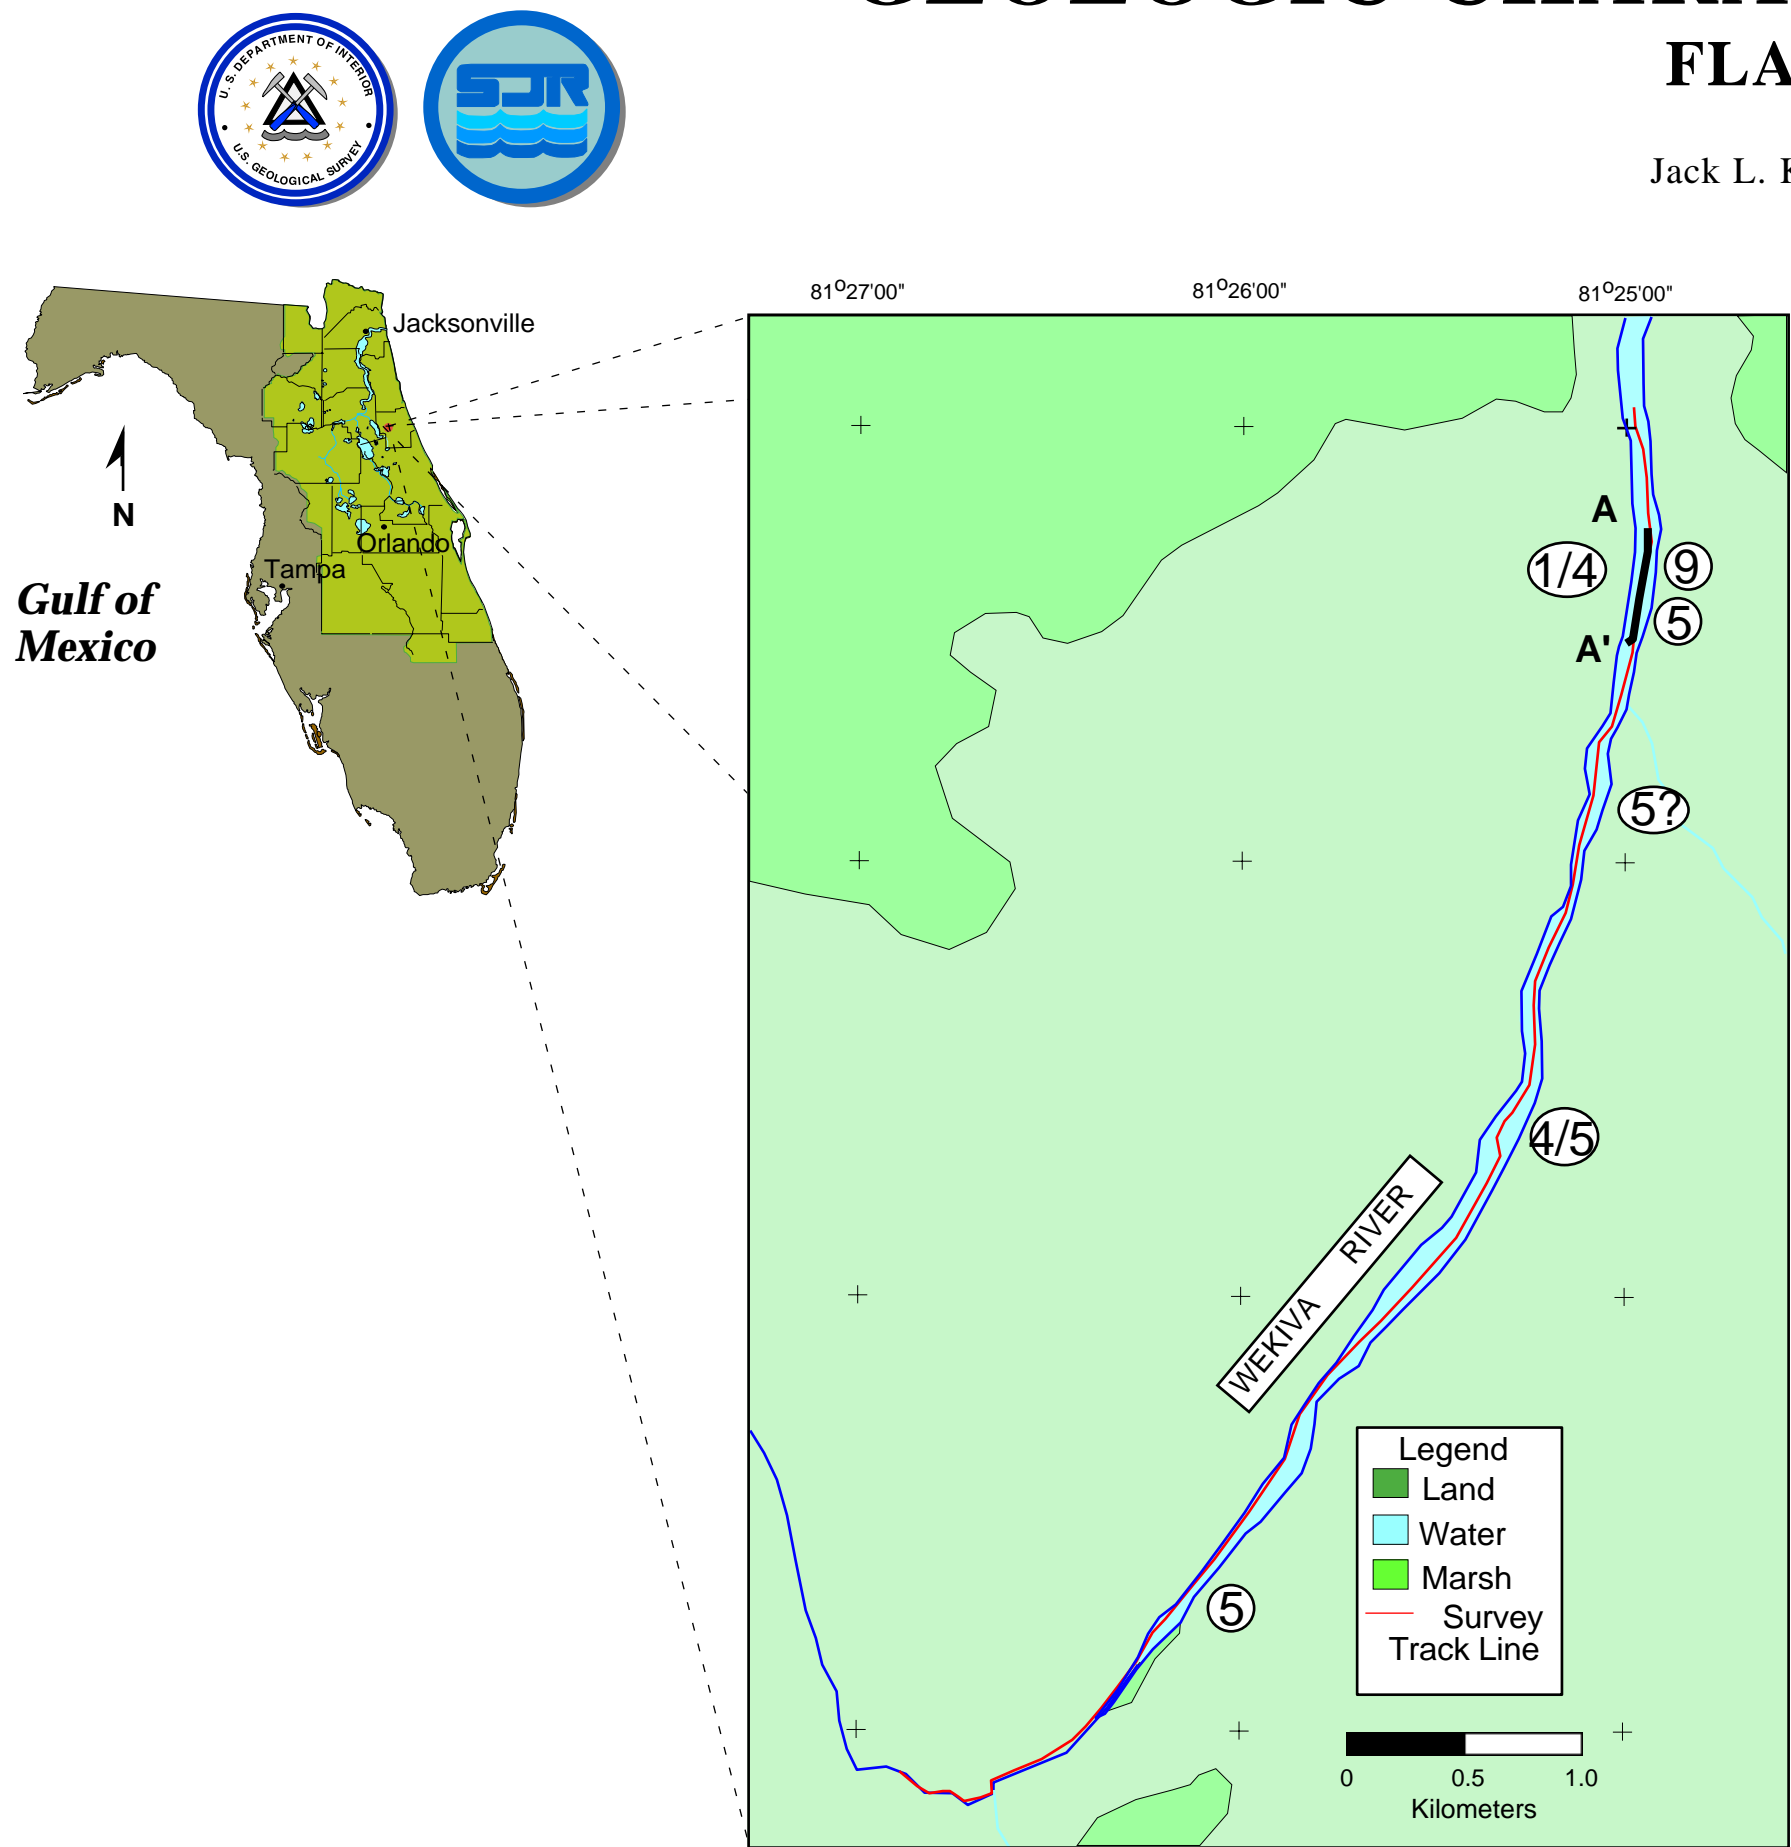 FLA
Jack L. K
U. S. DEPARTMENT OF INTERIOR
U.S. GEOLOGICAL SURVEY
SJR
Jacksonville
Orlando
Tampa
N
Gulf of
Mexico
81°27'00"
81°26'00"
81°25'00"
A
1/4
9
5
A'
5?
4/5
WEKIVA RIVER
5
Legend
Land
Water
Marsh
Survey
Track Line
0 0.5 1.0
Kilometers